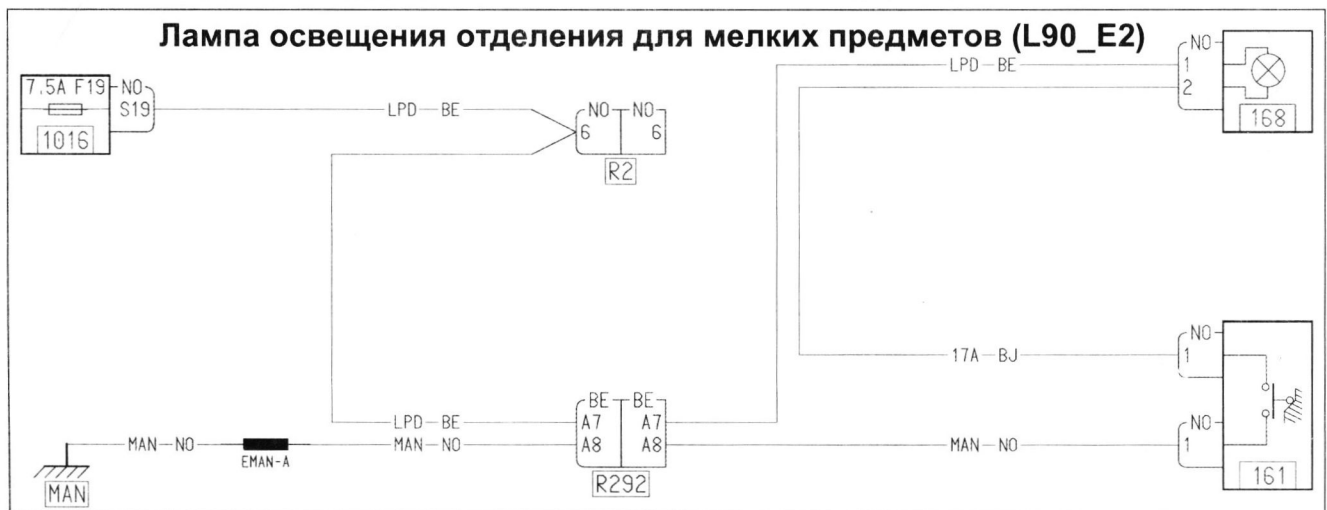 Лампа освещения отделения для мелких предметов (L90_E2)
7.5A F19
NO
S19
1016
LPD BE
NO NO
6 6
R2
LPD BE
NO
1
2
168
17A BJ
NO
1
LPD BE
BE BE
A7 A7
A8 A8
R292
MAN NO
EMAN-A
MAN NO
MAN NO
NO
1
161
MAN